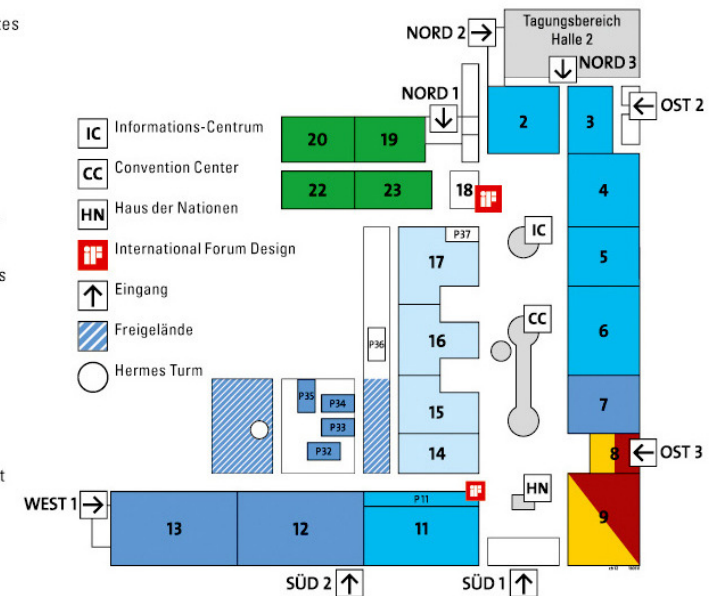 tes
NORD 2
Tagungsbereich
Halle 2
NORD 3
NORD 1
OST 2
IC Informations-Centrum
CC Convention Center
HN Haus der Nationen
iF International Forum Design
Eingang
Freigelände
Hermes Turm
s
t
20
19
22
23
18
iF
2
3
4
5
6
7
8
9
IC
CC
HN
P37
17
P36
16
15
14
P35
P34
P33
P32
OST 3
WEST 1
13
12
P11
11
iF
SÜD 2
SÜD 1